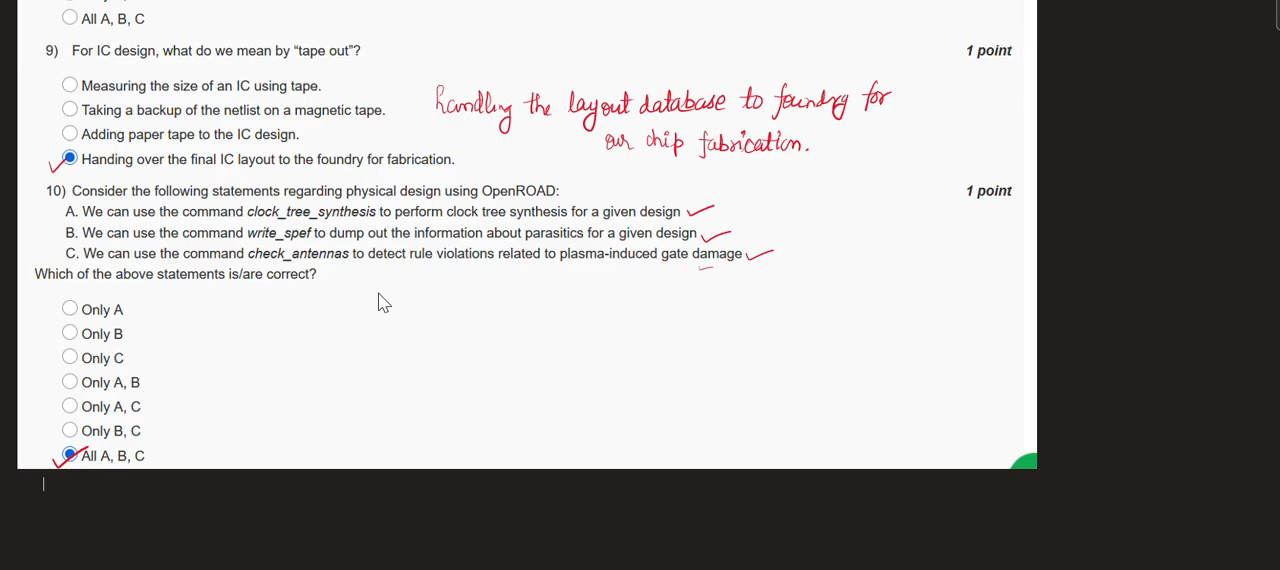 All A, B, C
9) For IC design, what do we mean by “tape out”? 1 point
Measuring the size of an IC using tape.
Taking a backup of the netlist on a magnetic tape.
Adding paper tape to the IC design.
Handing over the final IC layout to the foundry for fabrication.
handling the layout database to foundry for
our chip fabrication.
10) Consider the following statements regarding physical design using OpenROAD: 1 point
A. We can use the command clock_tree_synthesis to perform clock tree synthesis for a given design
B. We can use the command write_spef to dump out the information about parasitics for a given design
C. We can use the command check_antennas to detect rule violations related to plasma-induced gate damage
Which of the above statements is/are correct?
Only A
Only B
Only C
Only A, B
Only A, C
Only B, C
All A, B, C